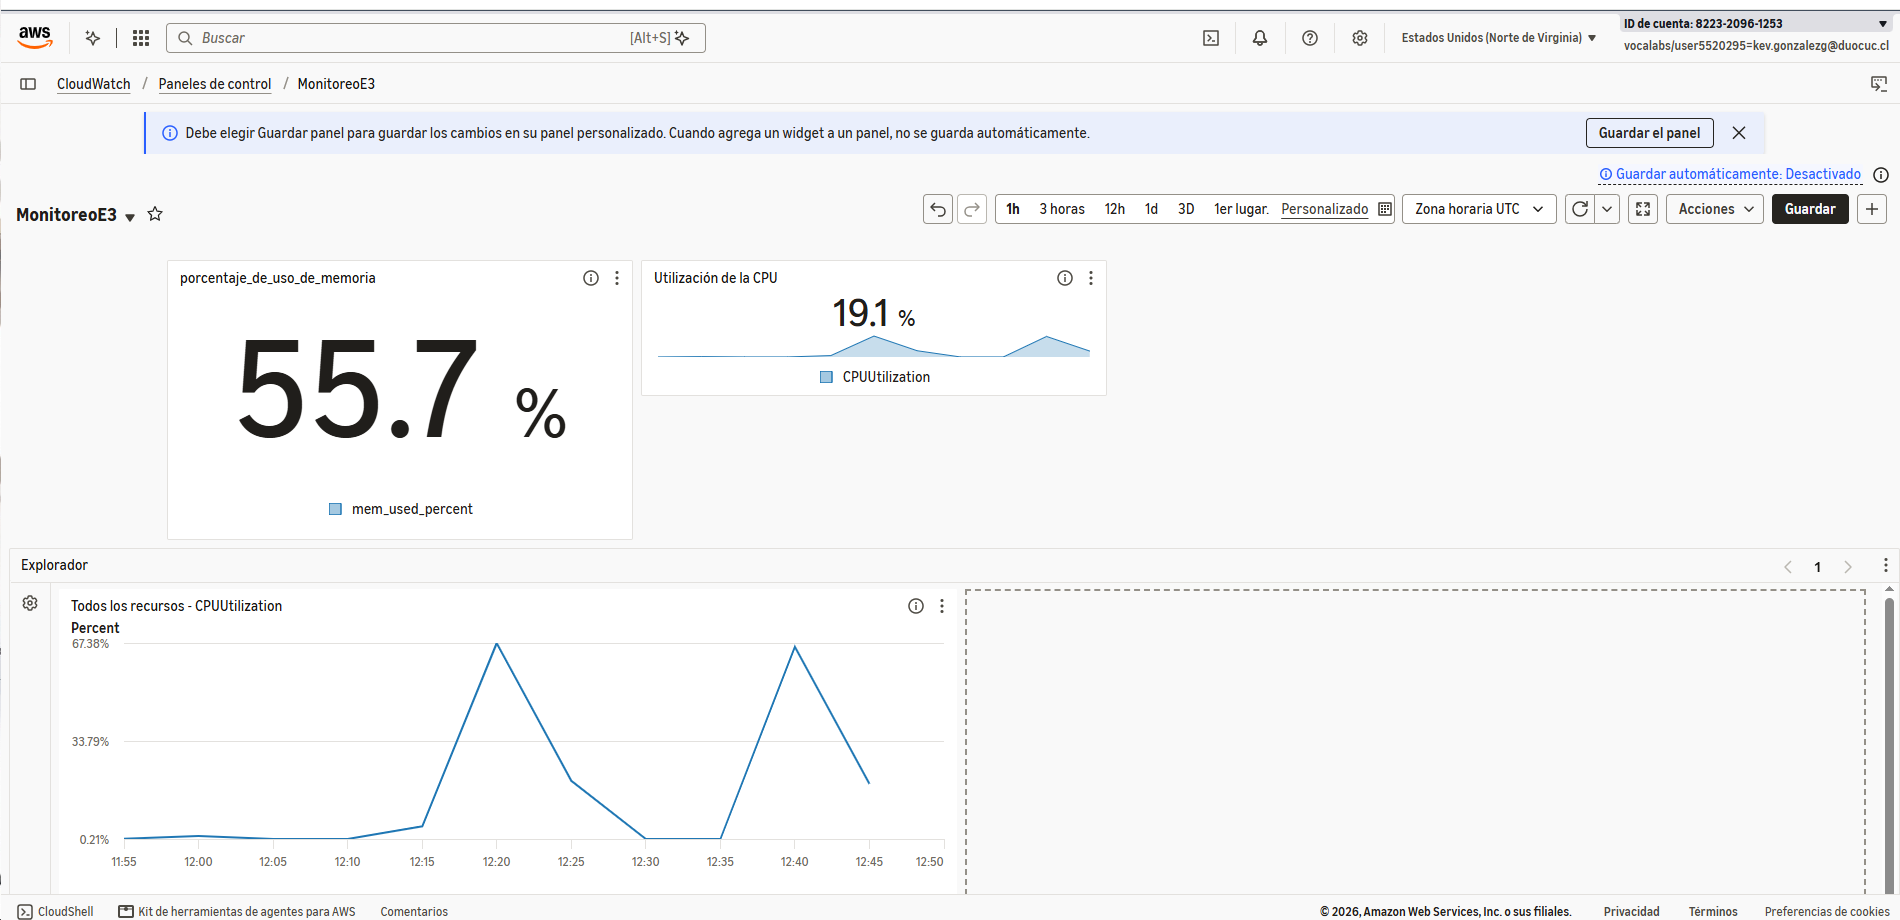 aws
Buscar [Alt+S]
Estados Unidos (Norte de Virginia)
ID de cuenta: 8223-2096-1253
vocalabs/user5520295=kev.gonzalezg@duocuc.cl
CloudWatch / Paneles de control / MonitoreoE3
Debe elegir Guardar panel para guardar los cambios en su panel personalizado. Cuando agrega un widget a un panel, no se guarda automáticamente.
Guardar el panel
Guardar automáticamente: Desactivado
MonitoreoE3
1h 3 horas 12h 1d 3D 1er lugar. Personalizado
Zona horaria UTC
Acciones
Guardar
porcentaje_de_uso_de_memoria
55.7 %
mem_used_percent
Utilización de la CPU
19.1 %
CPUUtilization
Explorador
1
Todos los recursos - CPUUtilization
Percent
67.38%
33.79%
0.21%
11:55 12:00 12:05 12:10 12:15 12:20 12:25 12:30 12:35 12:40 12:45 12:50
CloudShell Kit de herramientas de agentes para AWS Comentarios
© 2026, Amazon Web Services, Inc. o sus filiales. Privacidad Términos Preferencias de cookies